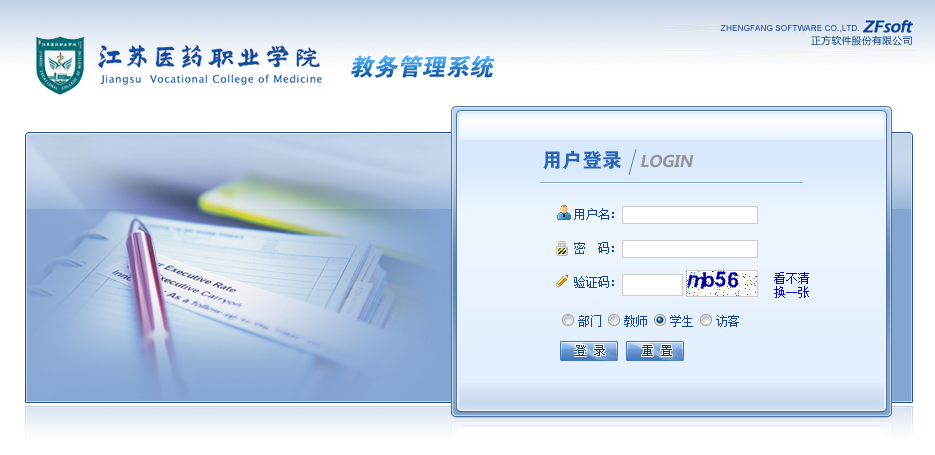 ZHENGFANG SOFTWARE CO.,LTD. ZFsoft
正方软件股份有限公司
江苏医药职业学院
Jiangsu Vocational College of Medicine
教务管理系统
用户登录 LOGIN
用户名：
密 码：
验证码： mb56 看不清
换一张
部门 教师 学生 访客
登 录 重 置
Executive Rate
Executive Carryon
As a follow-up to the